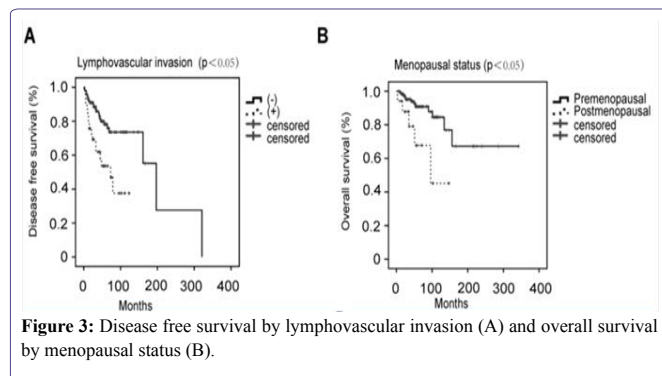 A
Lymphovascular invasion (p<0.05)
Disease free survival (%)
1.0
0.8
0.6
0.4
0.2
0
0 100 200 300 400
Months
(-)
(+)
censored
censored
B
Menopausal status (p<0.05)
Overall survival (%)
1.0
0.8
0.6
0.4
0.2
0
0 100 200 300 400
Months
Premenopausal
Postmenopausal
censored
censored
Figure 3: Disease free survival by lymphovascular invasion (A) and overall survival
by menopausal status (B).